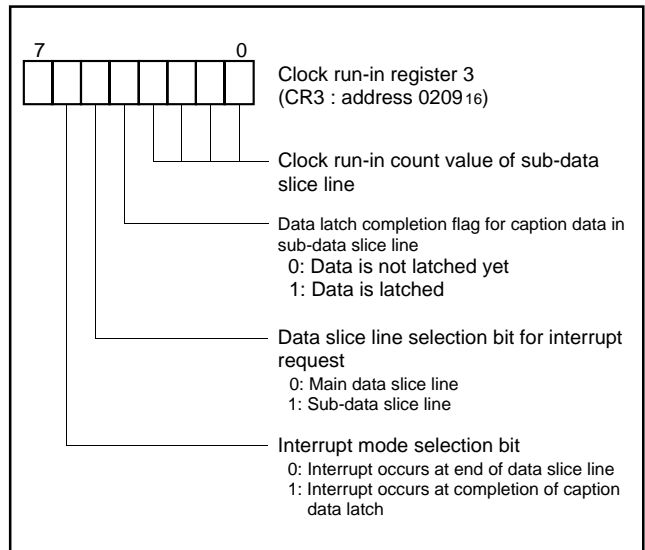 7 0
Clock run-in register 3
(CR3 : address 020916)
Clock run-in count value of sub-data
slice line
Data latch completion flag for caption data in
sub-data slice line
0: Data is not latched yet
1: Data is latched
Data slice line selection bit for interrupt
request
0: Main data slice line
1: Sub-data slice line
Interrupt mode selection bit
0: Interrupt occurs at end of data slice line
1: Interrupt occurs at completion of caption
data latch